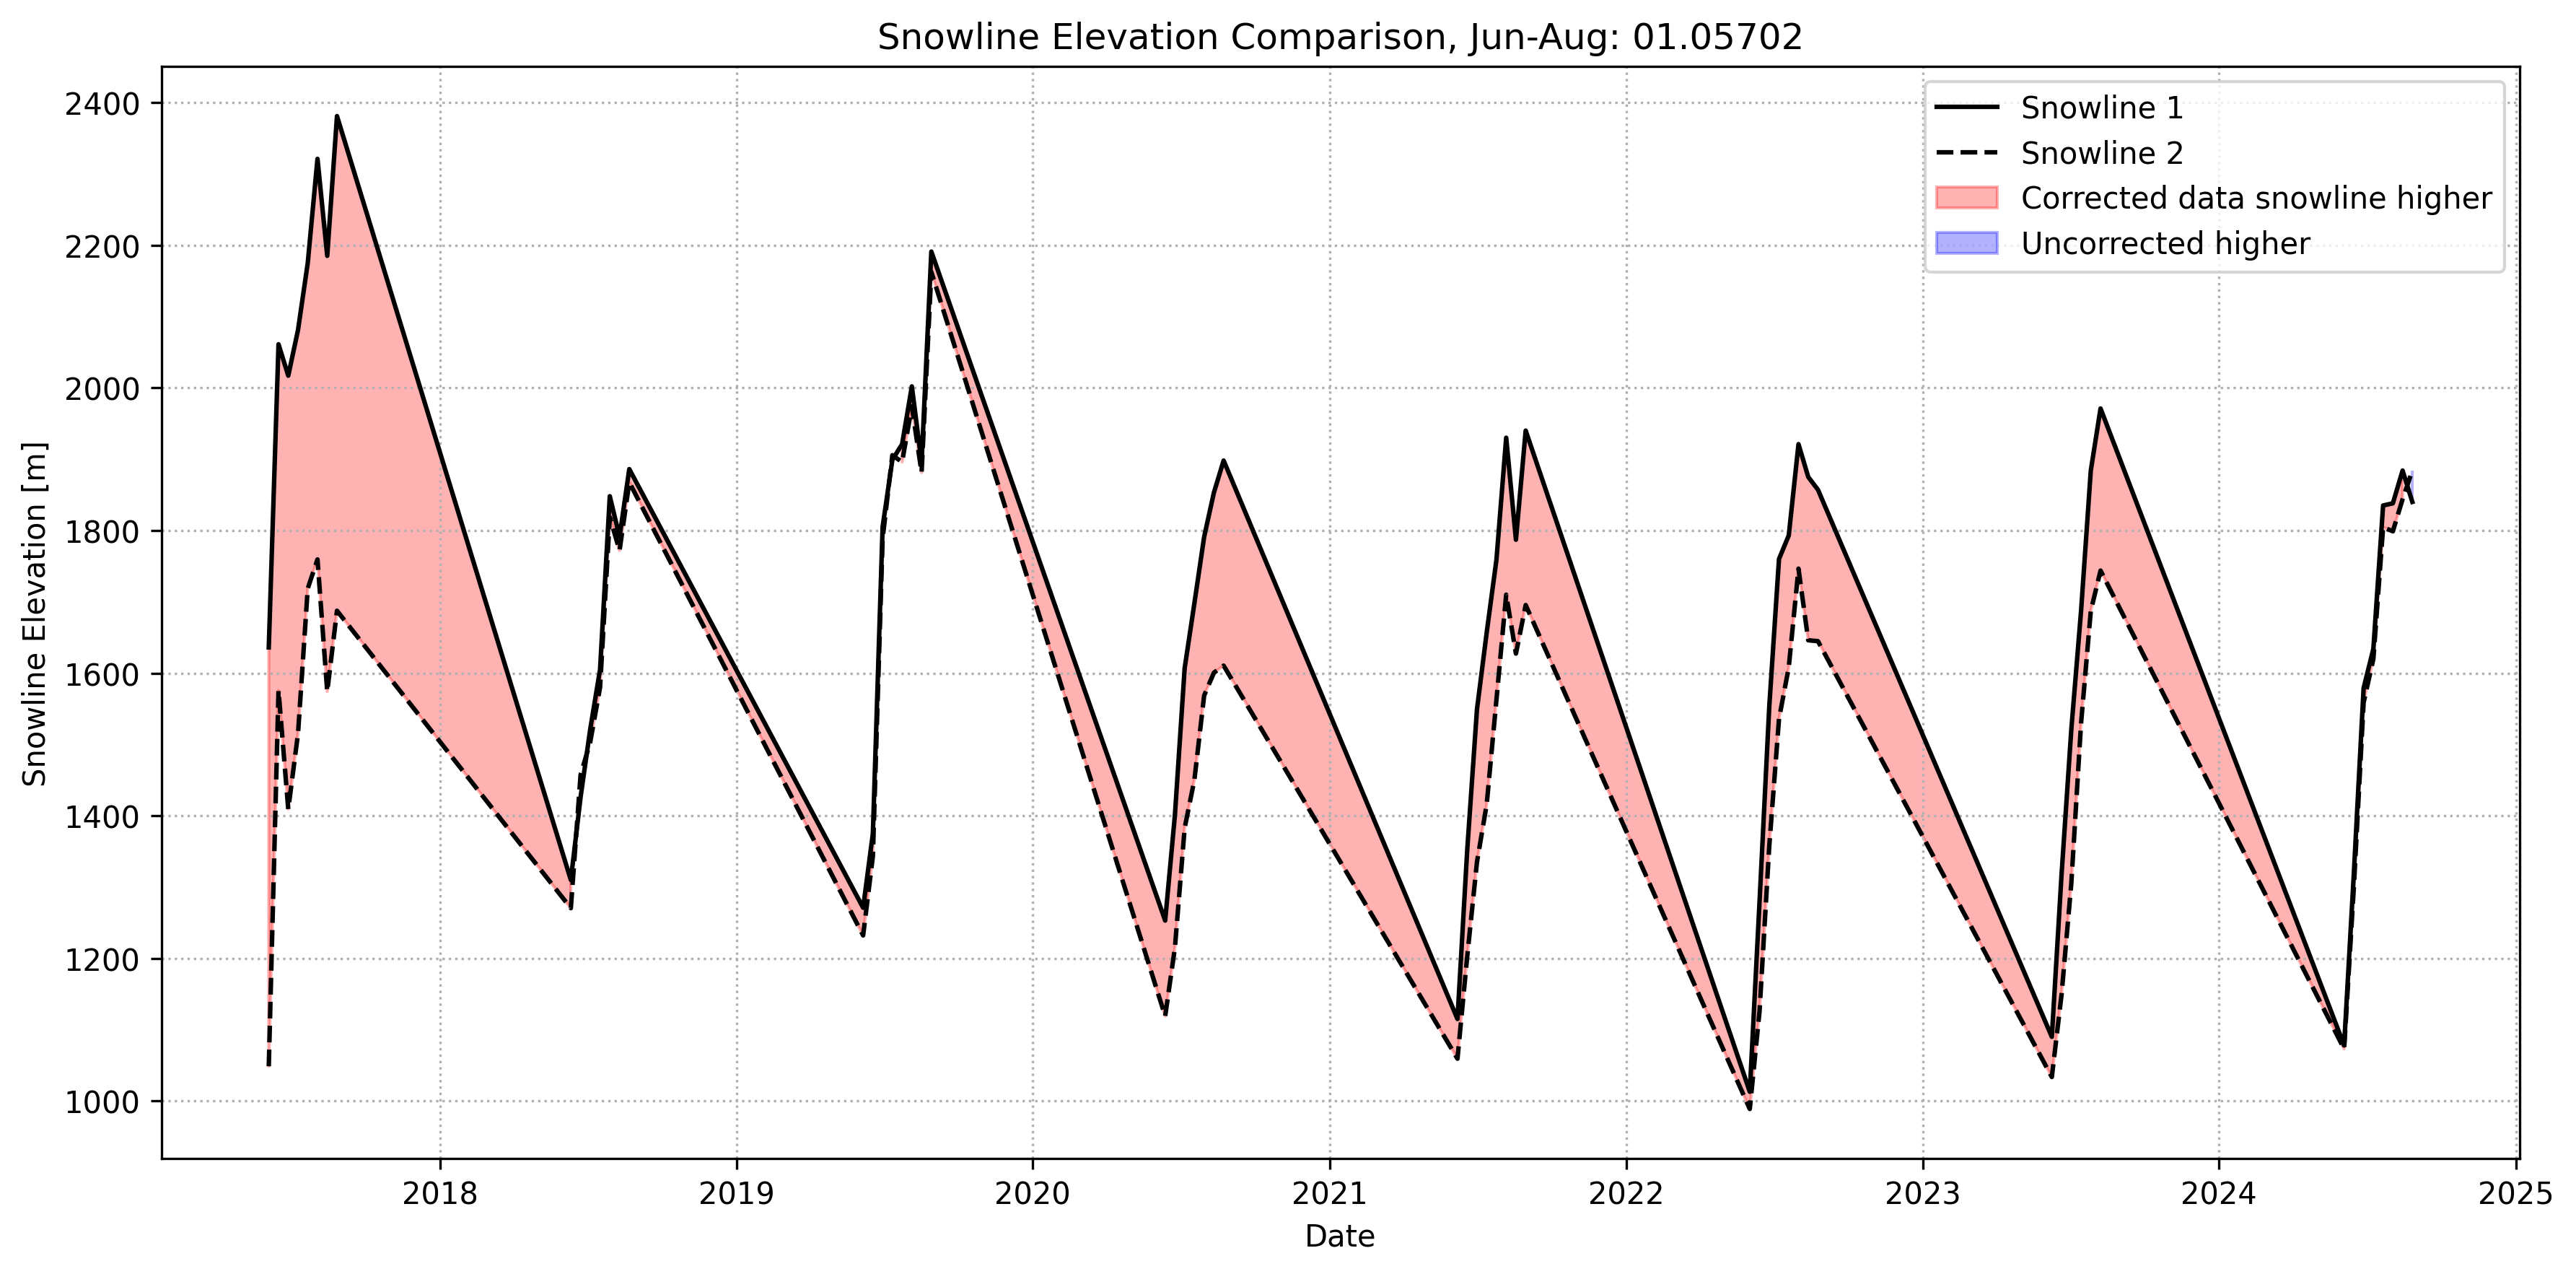 Snowline Elevation Comparison, Jun-Aug: 01.05702
Snowline 1
Snowline 2
Corrected data snowline higher
Uncorrected higher
Snowline Elevation [m]
2400
2200
2000
1800
1600
1400
1200
1000
2018 2019 2020 2021 2022 2023 2024 2025
Date